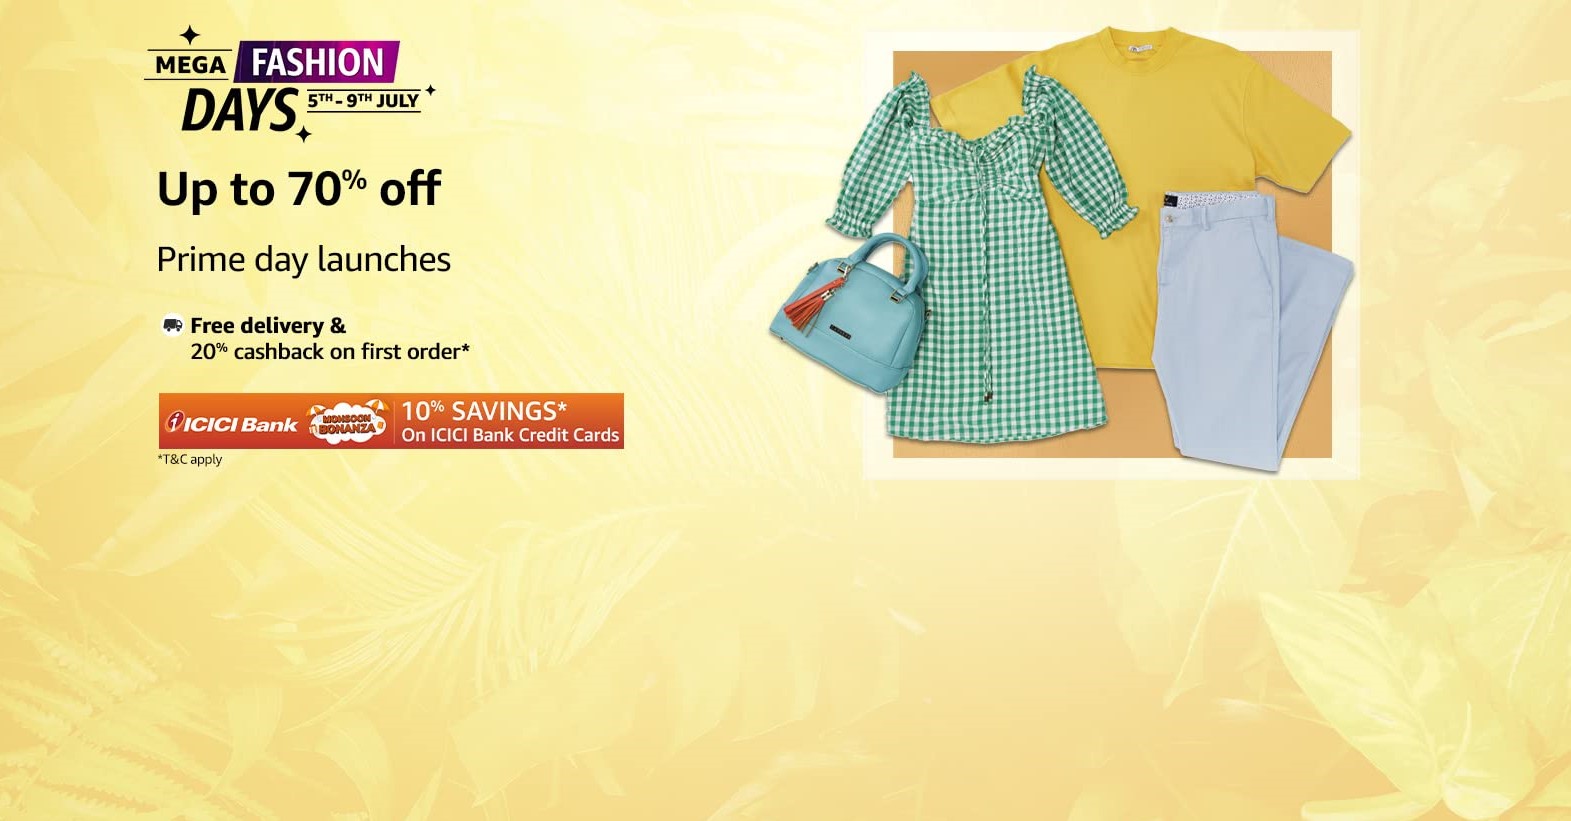 MEGA FASHION
DAYS 5TH - 9TH JULY
Up to 70% off
Prime day launches
Free delivery &
20% cashback on first order*
ICICI Bank
MONSOON
BONANZA
10% SAVINGS*
On ICICI Bank Credit Cards
*T&C apply